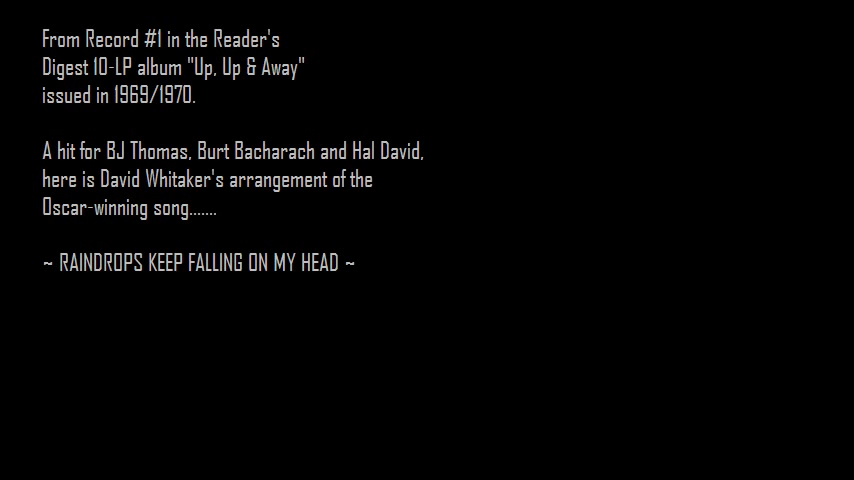 From Record #1 in the Reader's
Digest 10-LP album "Up, Up & Away"
issued in 1969/1970.
A hit for BJ Thomas, Burt Bacharach and Hal David,
here is David Whitaker's arrangement of the
Oscar-winning song.......
~ RAINDROPS KEEP FALLING ON MY HEAD ~